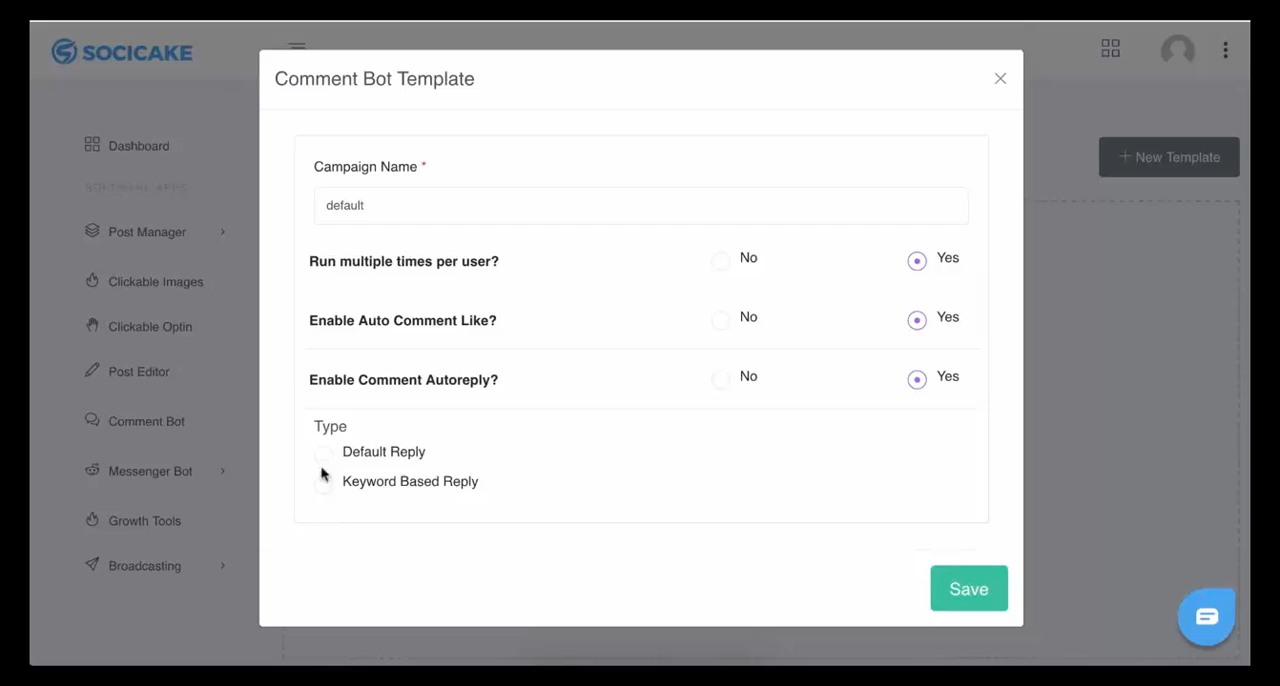 SOCICAKE
Comment Bot Template
Dashboard
SOFTWARE APPS
Campaign Name *
+ New Template
default
Post Manager
Run multiple times per user? No Yes
Clickable Images
Enable Auto Comment Like? No Yes
Clickable Optin
Post Editor
Enable Comment Autoreply? No Yes
Comment Bot
Type
Default Reply
Messenger Bot
Keyword Based Reply
Growth Tools
Broadcasting
Save